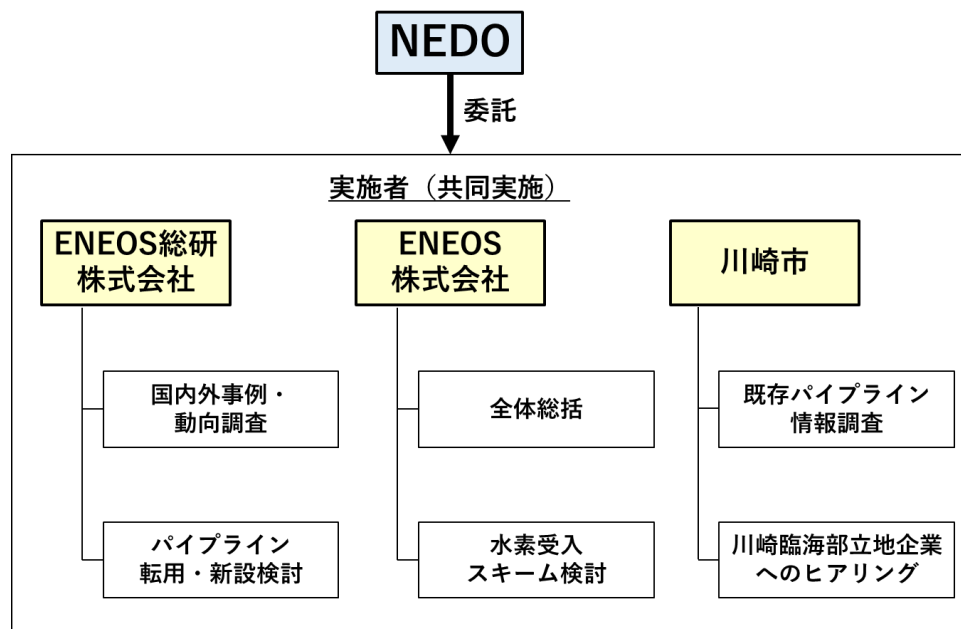 NEDO
委託
実施者（共同実施）
ENEOS総研
株式会社
ENEOS
株式会社
川崎市
国内外事例・
動向調査
全体総括
既存パイプライン
情報調査
パイプライン
転用・新設検討
水素受入
スキーム検討
川崎臨海部立地企業
へのヒアリング